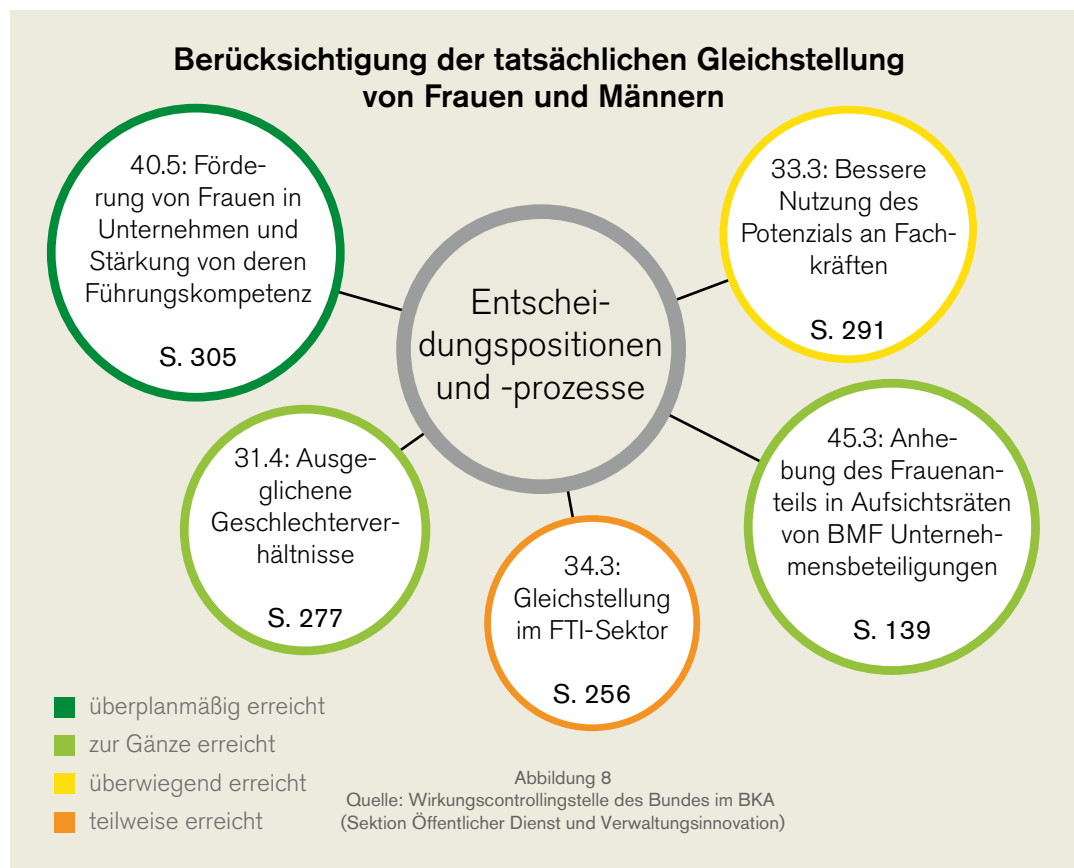 Berücksichtigung der tatsächlichen Gleichstellung
von Frauen und Männern
40.5: Förde-
rung von Frauen in
Unternehmen und
Stärkung von deren
Führungskompetenz
S. 305
33.3: Bessere
Nutzung des
Potenzials an Fach-
kräften
S. 291
Entschei-
dungspositionen
und -prozesse
31.4: Ausge-
glichene
Geschlechterver-
hältnisse
S. 277
34.3:
Gleichstellung
im FTI-Sektor
S. 256
45.3: Anhe-
bung des Frauenan-
teils in Aufsichtsräten
von BMF Unterneh-
mensbeteiligungen
S. 139
überplanmäßig erreicht
zur Gänze erreicht
überwiegend erreicht
teilweise erreicht
Abbildung 8
Quelle: Wirkungscontrollingstelle des Bundes im BKA
(Sektion Öffentlicher Dienst und Verwaltungsinnovation)